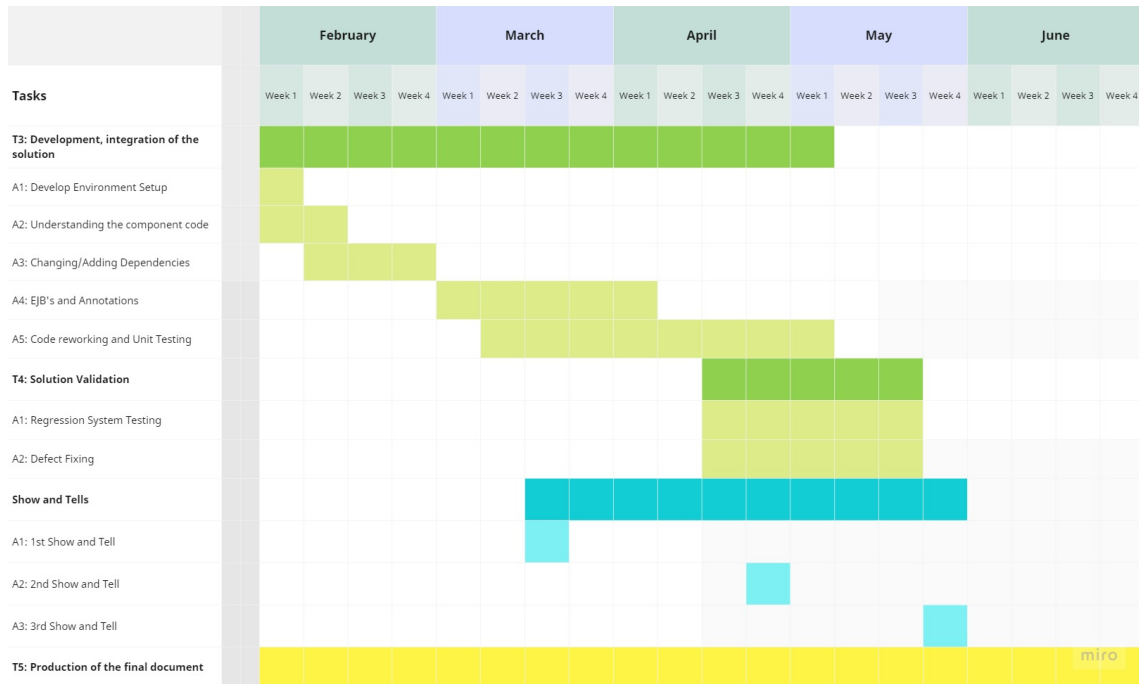 February March April May June
Tasks Week 1 Week 2 Week 3 Week 4 Week 1 Week 2 Week 3 Week 4 Week 1 Week 2 Week 3 Week 4 Week 1 Week 2 Week 3 Week 4 Week 1 Week 2 Week 3 Week 4
T3: Development, integration of the
solution
A1: Develop Environment Setup
A2: Understanding the component code
A3: Changing/Adding Dependencies
A4: EJB's and Annotations
A5: Code reworking and Unit Testing
T4: Solution Validation
A1: Regression System Testing
A2: Defect Fixing
Show and Tells
A1: 1st Show and Tell
A2: 2nd Show and Tell
A3: 3rd Show and Tell
miro
T5: Production of the final document